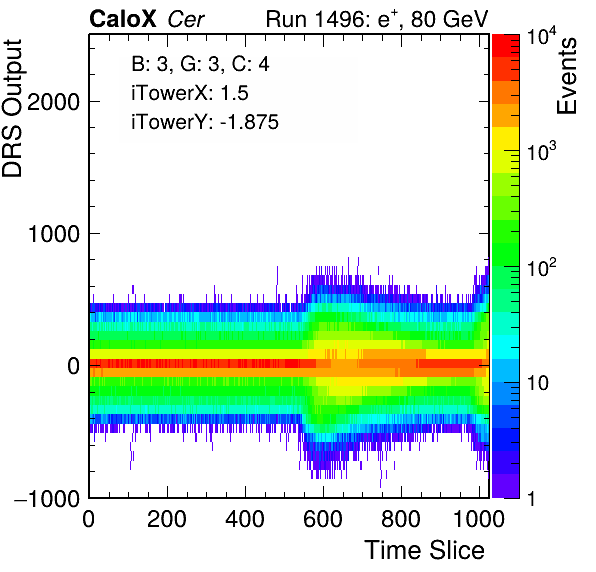 CaloX Cer
Run 1496: e⁺, 80 GeV
B: 3, G: 3, C: 4
iTowerX: 1.5
iTowerY: -1.875
DRS Output
2000
1000
0
−1000
0
200
400
600
800
1000
Time Slice
10⁴
10³
10²
10
1
Events